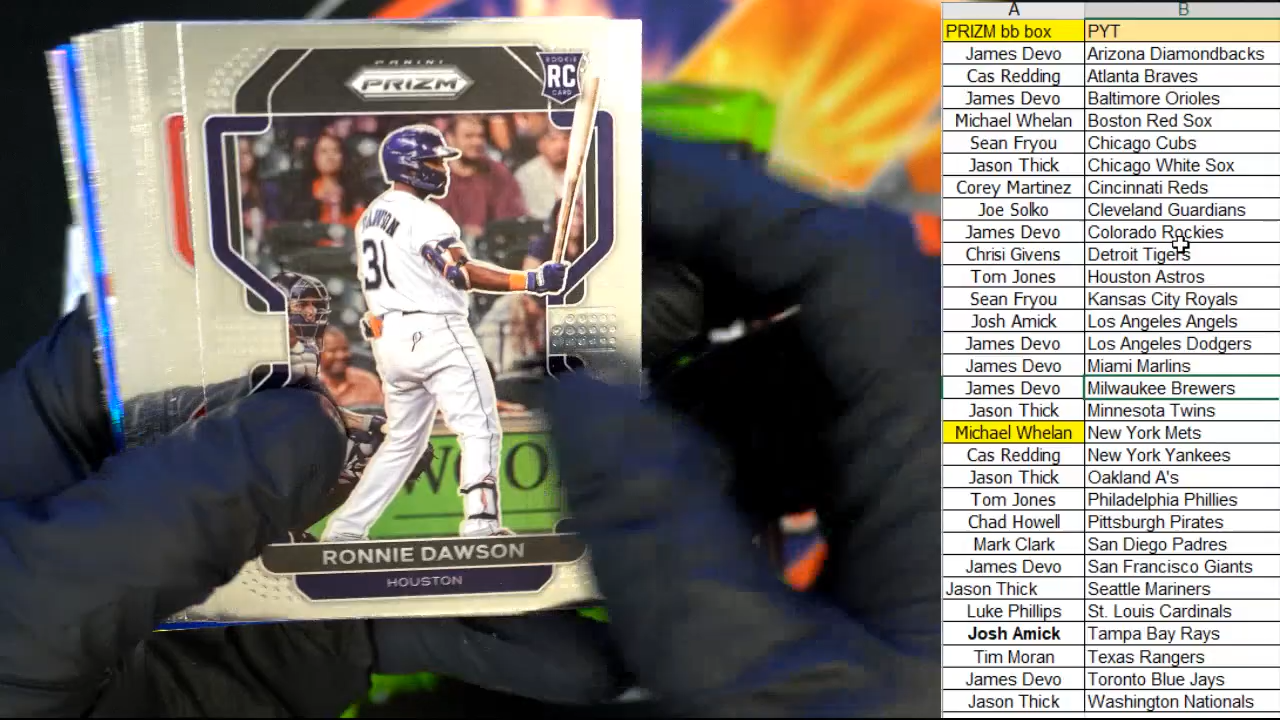 PANINI
PRIZM
ROOKIE
RC
CARD
DAWSON
31
RONNIE DAWSON
HOUSTON
A B
PRIZM bb box PYT
James Devo Arizona Diamondbacks
Cas Redding Atlanta Braves
James Devo Baltimore Orioles
Michael Whelan Boston Red Sox
Sean Fryou Chicago Cubs
Jason Thick Chicago White Sox
Corey Martinez Cincinnati Reds
Joe Solko Cleveland Guardians
James Devo Colorado Rockies
Chrisi Givens Detroit Tigers
Tom Jones Houston Astros
Sean Fryou Kansas City Royals
Josh Amick Los Angeles Angels
James Devo Los Angeles Dodgers
James Devo Miami Marlins
James Devo Milwaukee Brewers
Jason Thick Minnesota Twins
Michael Whelan New York Mets
Cas Redding New York Yankees
Jason Thick Oakland A's
Tom Jones Philadelphia Phillies
Chad Howell Pittsburgh Pirates
Mark Clark San Diego Padres
James Devo San Francisco Giants
Jason Thick Seattle Mariners
Luke Phillips St. Louis Cardinals
Josh Amick Tampa Bay Rays
Tim Moran Texas Rangers
James Devo Toronto Blue Jays
Jason Thick Washington Nationals